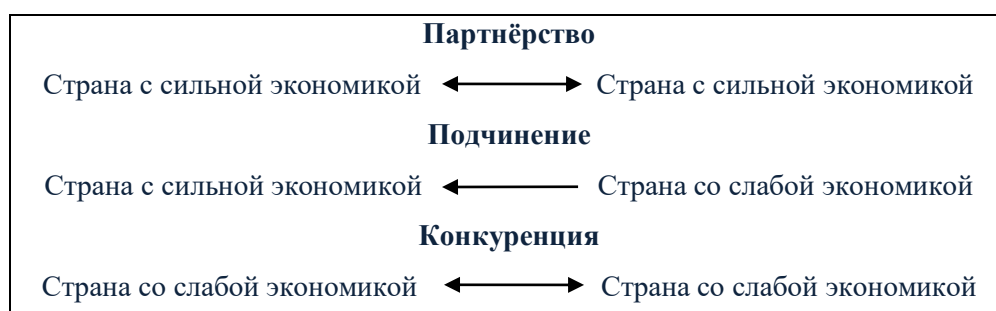 Партнёрство
Страна с сильной экономикой Страна с сильной экономикой
Подчинение
Страна с сильной экономикой Страна со слабой экономикой
Конкуренция
Страна со слабой экономикой Страна со слабой экономикой